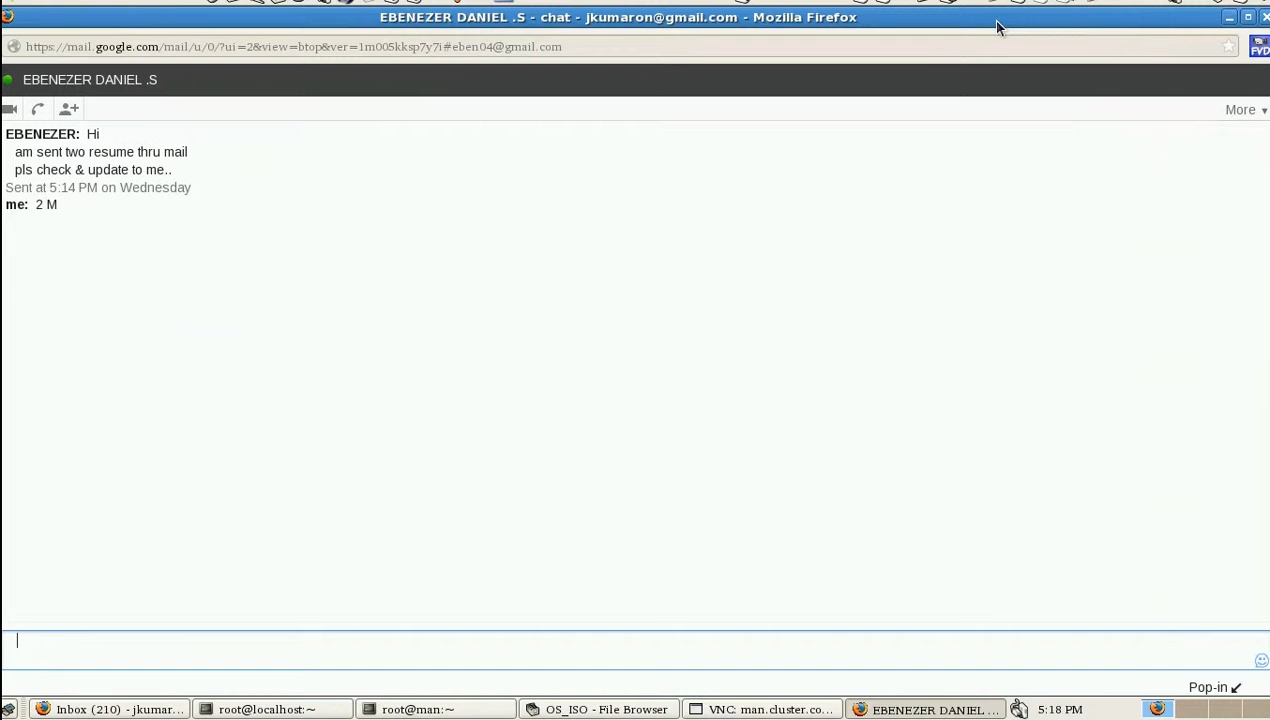 EBENEZER DANIEL .S - chat - jkumaron@gmail.com - Mozilla Firefox
https://mail.google.com/mail/u/0/?ui=2&view=btop&ver=1m005kksp7y7i#eben04@gmail.com
FVD
EBENEZER DANIEL .S
More
EBENEZER: Hi
am sent two resume thru mail
pls check & update to me..
Sent at 5:14 PM on Wednesday
me: 2 M
Pop-in
Inbox (210) - jkumar...
root@localhost:~
root@man:~
OS_ISO - File Browser
VNC: man.cluster.co...
EBENEZER DANIEL ...
5:18 PM